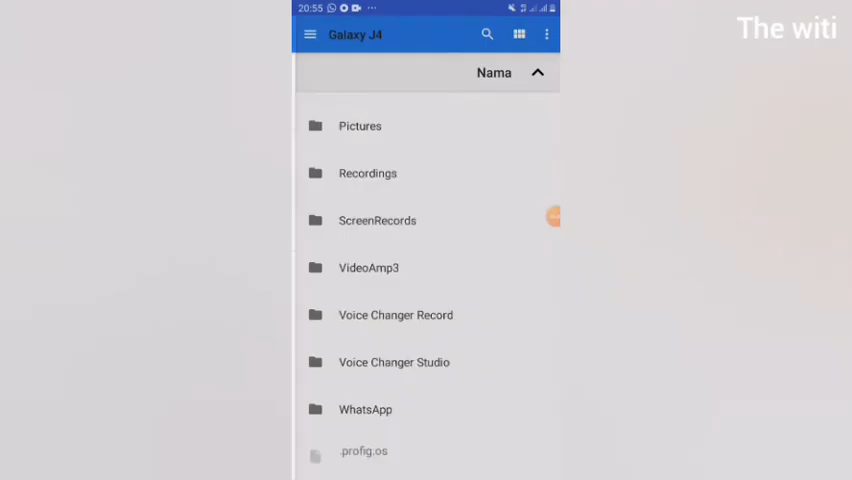 The witi
20:55
Galaxy J4
Nama
Pictures
Recordings
ScreenRecords
VideoAmp3
Voice Changer Record
Voice Changer Studio
WhatsApp
.profig.os